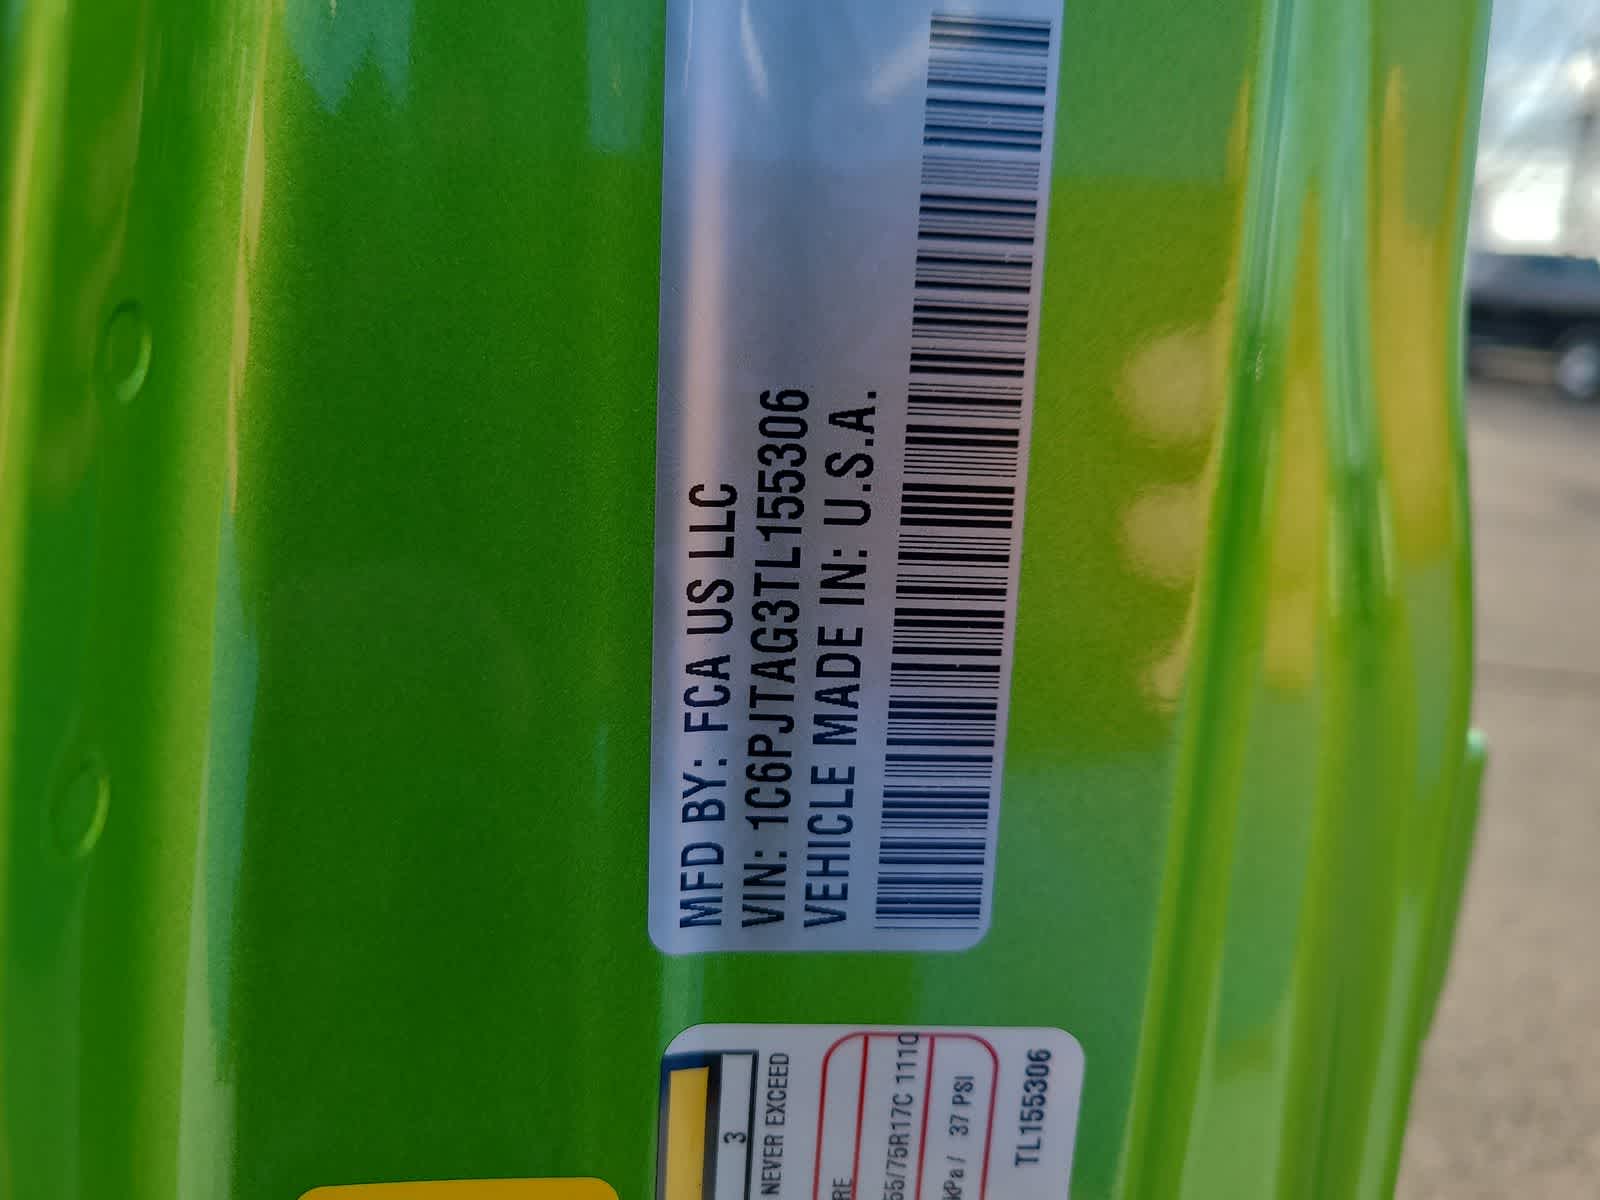 MFD BY: FCA US LLC
VIN: 1C6PJTAG3TL155306
VEHICLE MADE IN: U.S.A.
3
NEVER EXCEED
55/75R17C 111Q
kPa / 37 PSI
TL155306